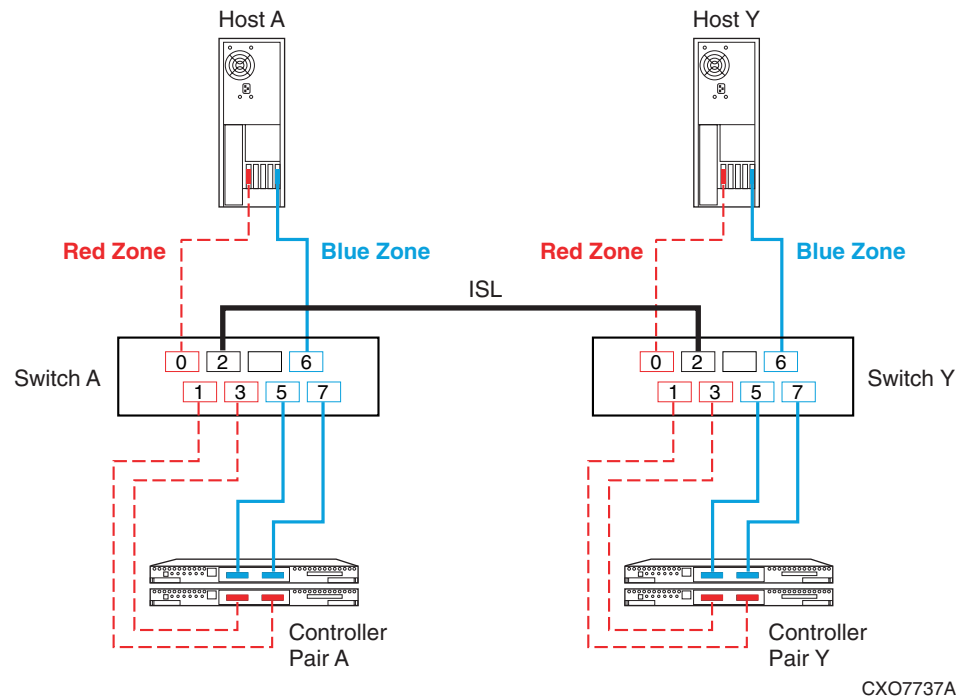 Host A
Host Y
Red Zone
Blue Zone
Red Zone
Blue Zone
ISL
0
2
6
0
2
6
Switch A
Switch Y
1
3
5
7
1
3
5
7
Controller
Pair A
Controller
Pair Y
CXO7737A